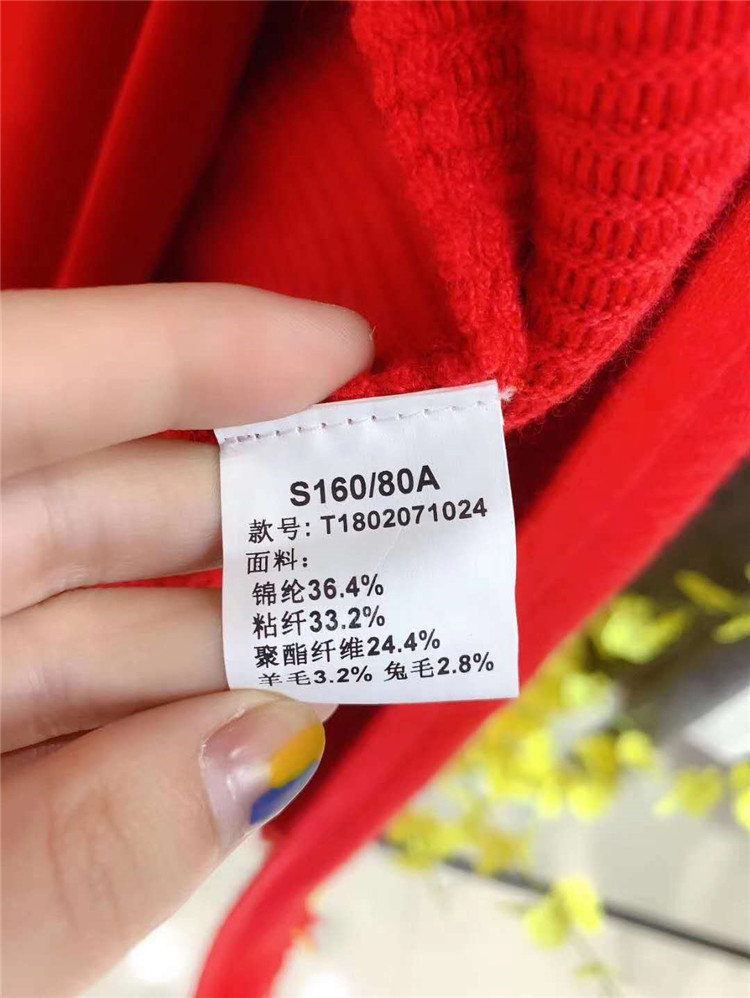 S160/80A
款号: T1802071024
面料:
锦纶36.4%
粘纤33.2%
聚酯纤维24.4%
羊毛3.2% 兔毛2.8%